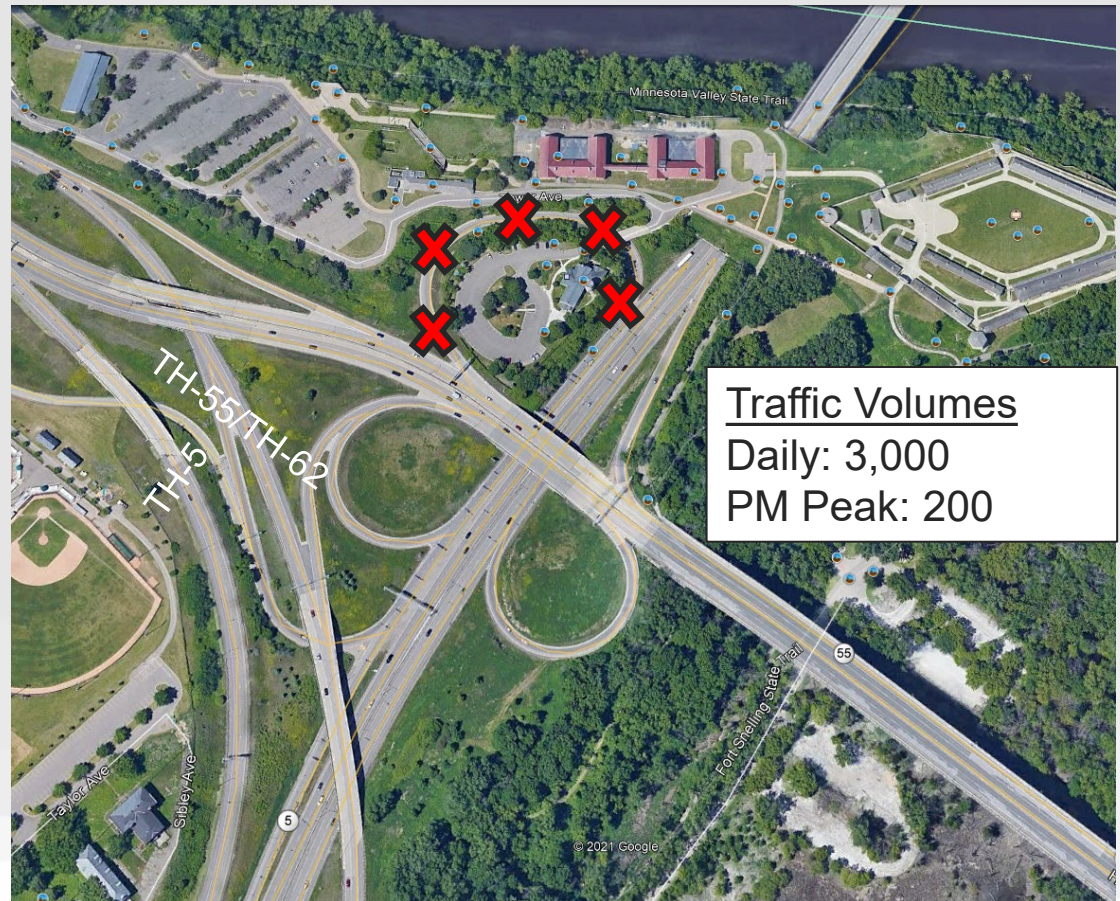 Minnesota Valley State Trail
Ave
TH-55/TH-62
TH-5
Traffic Volumes
Daily: 3,000
PM Peak: 200
55
Fort Snelling State Trail
Taylor Ave
Sibley Ave
5
© 2021 Google